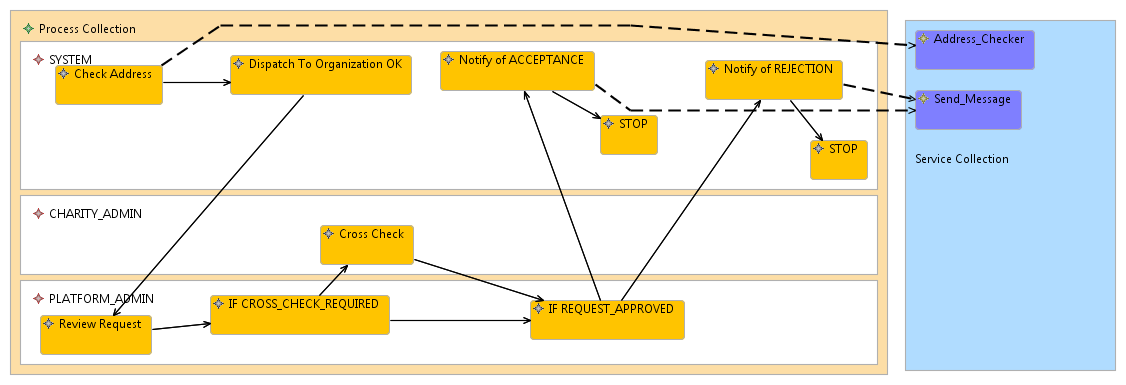 Process Collection
SYSTEM
Check Address
Dispatch To Organization OK
Notify of ACCEPTANCE
Notify of REJECTION
STOP
STOP
CHARITY_ADMIN
Cross Check
PLATFORM_ADMIN
Review Request
IF CROSS_CHECK_REQUIRED
IF REQUEST_APPROVED
Address_Checker
Send_Message
Service Collection